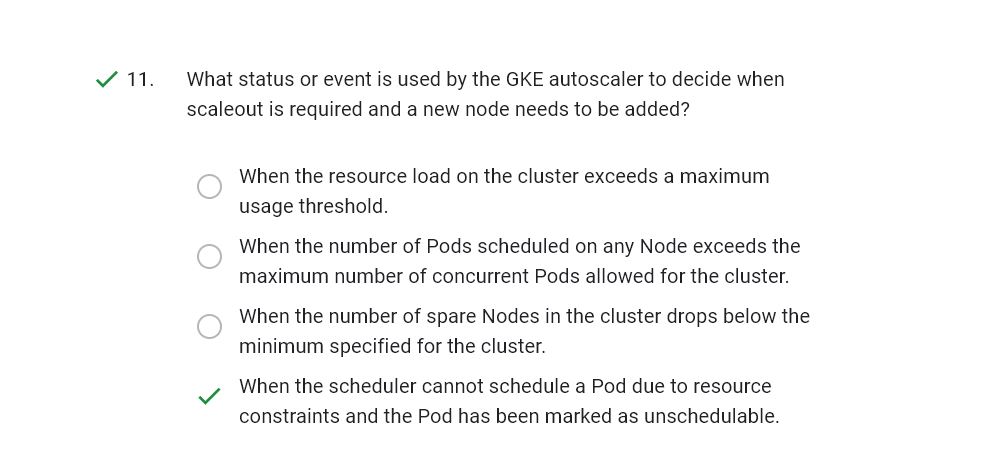 11. What status or event is used by the GKE autoscaler to decide when
scaleout is required and a new node needs to be added?
When the resource load on the cluster exceeds a maximum
usage threshold.
When the number of Pods scheduled on any Node exceeds the
maximum number of concurrent Pods allowed for the cluster.
When the number of spare Nodes in the cluster drops below the
minimum specified for the cluster.
When the scheduler cannot schedule a Pod due to resource
constraints and the Pod has been marked as unschedulable.